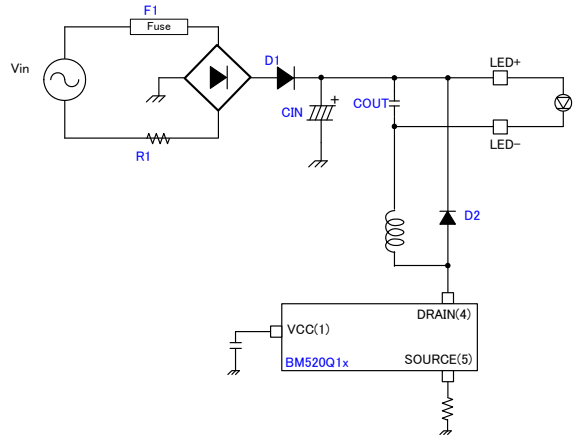 F1
Fuse
Vin
D1
LED+
+
CIN
COUT
LED−
R1
D2
DRAIN(4)
VCC(1)
SOURCE(5)
BM520Q1x